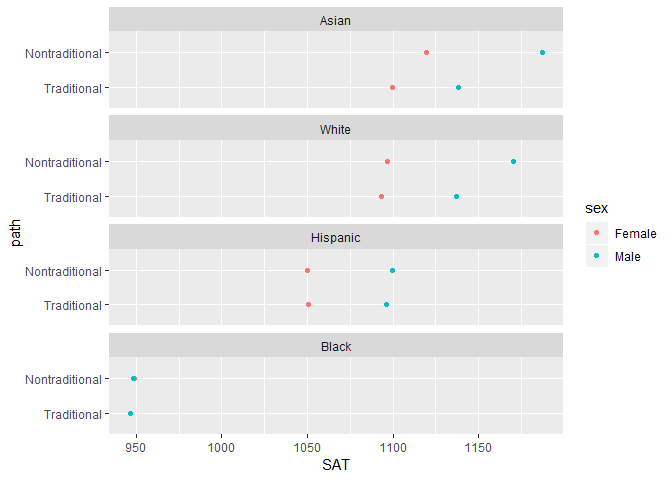 Asian
Nontraditional
Traditional
White
Nontraditional
Traditional
Hispanic
Nontraditional
Traditional
Black
Nontraditional
Traditional
950 1000 1050 1100 1150
SAT
path
sex
Female
Male